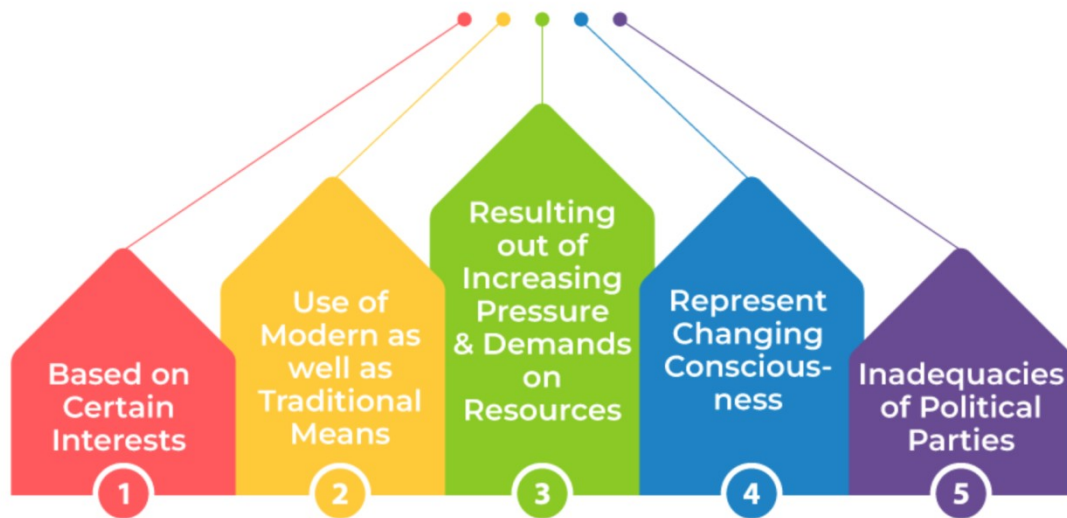 Based on
Certain
Interests
1
Use of
Modern as
well as
Traditional
Means
2
Resulting
out of
Increasing
Pressure
& Demands
on
Resources
3
Represent
Changing
Conscious-
ness
4
Inadequacies
of Political
Parties
5